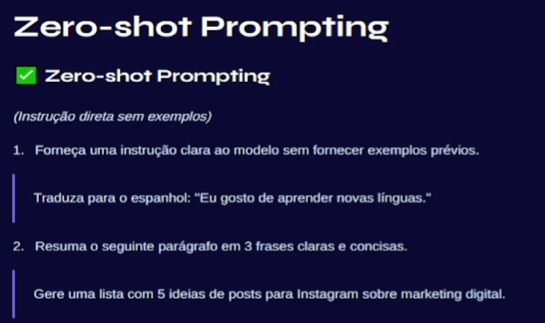 Zero-shot Prompting
✅ Zero-shot Prompting
(Instrução direta sem exemplos)
1. Forneça uma instrução clara ao modelo sem fornecer exemplos prévios.
Traduza para o espanhol: "Eu gosto de aprender novas línguas."
2. Resuma o seguinte parágrafo em 3 frases claras e concisas.
Gere uma lista com 5 ideias de posts para Instagram sobre marketing digital.